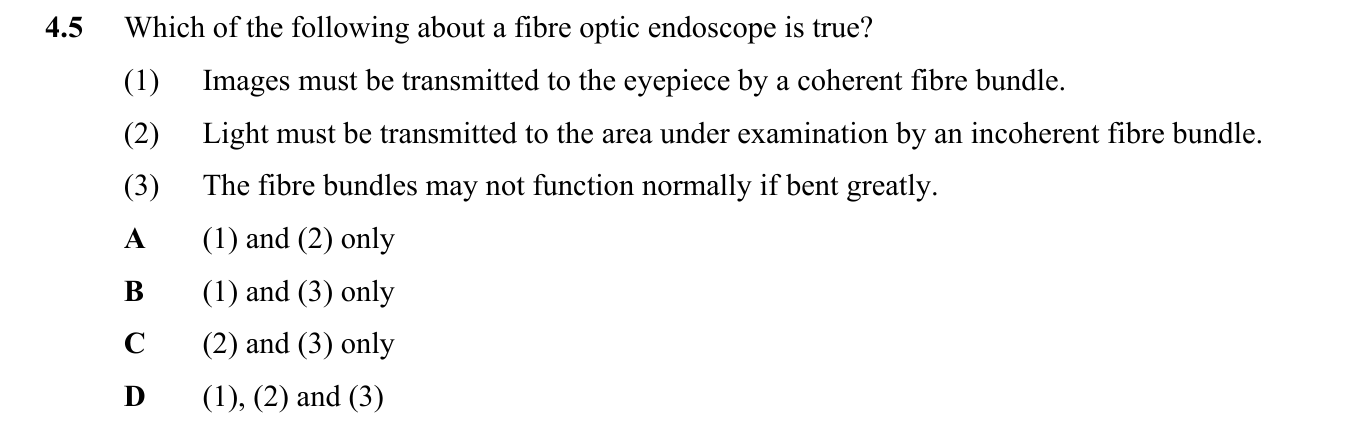 4.5 Which of the following about a fibre optic endoscope is true?
(1) Images must be transmitted to the eyepiece by a coherent fibre bundle.
(2) Light must be transmitted to the area under examination by an incoherent fibre bundle.
(3) The fibre bundles may not function normally if bent greatly.
A (1) and (2) only
B (1) and (3) only
C (2) and (3) only
D (1), (2) and (3)